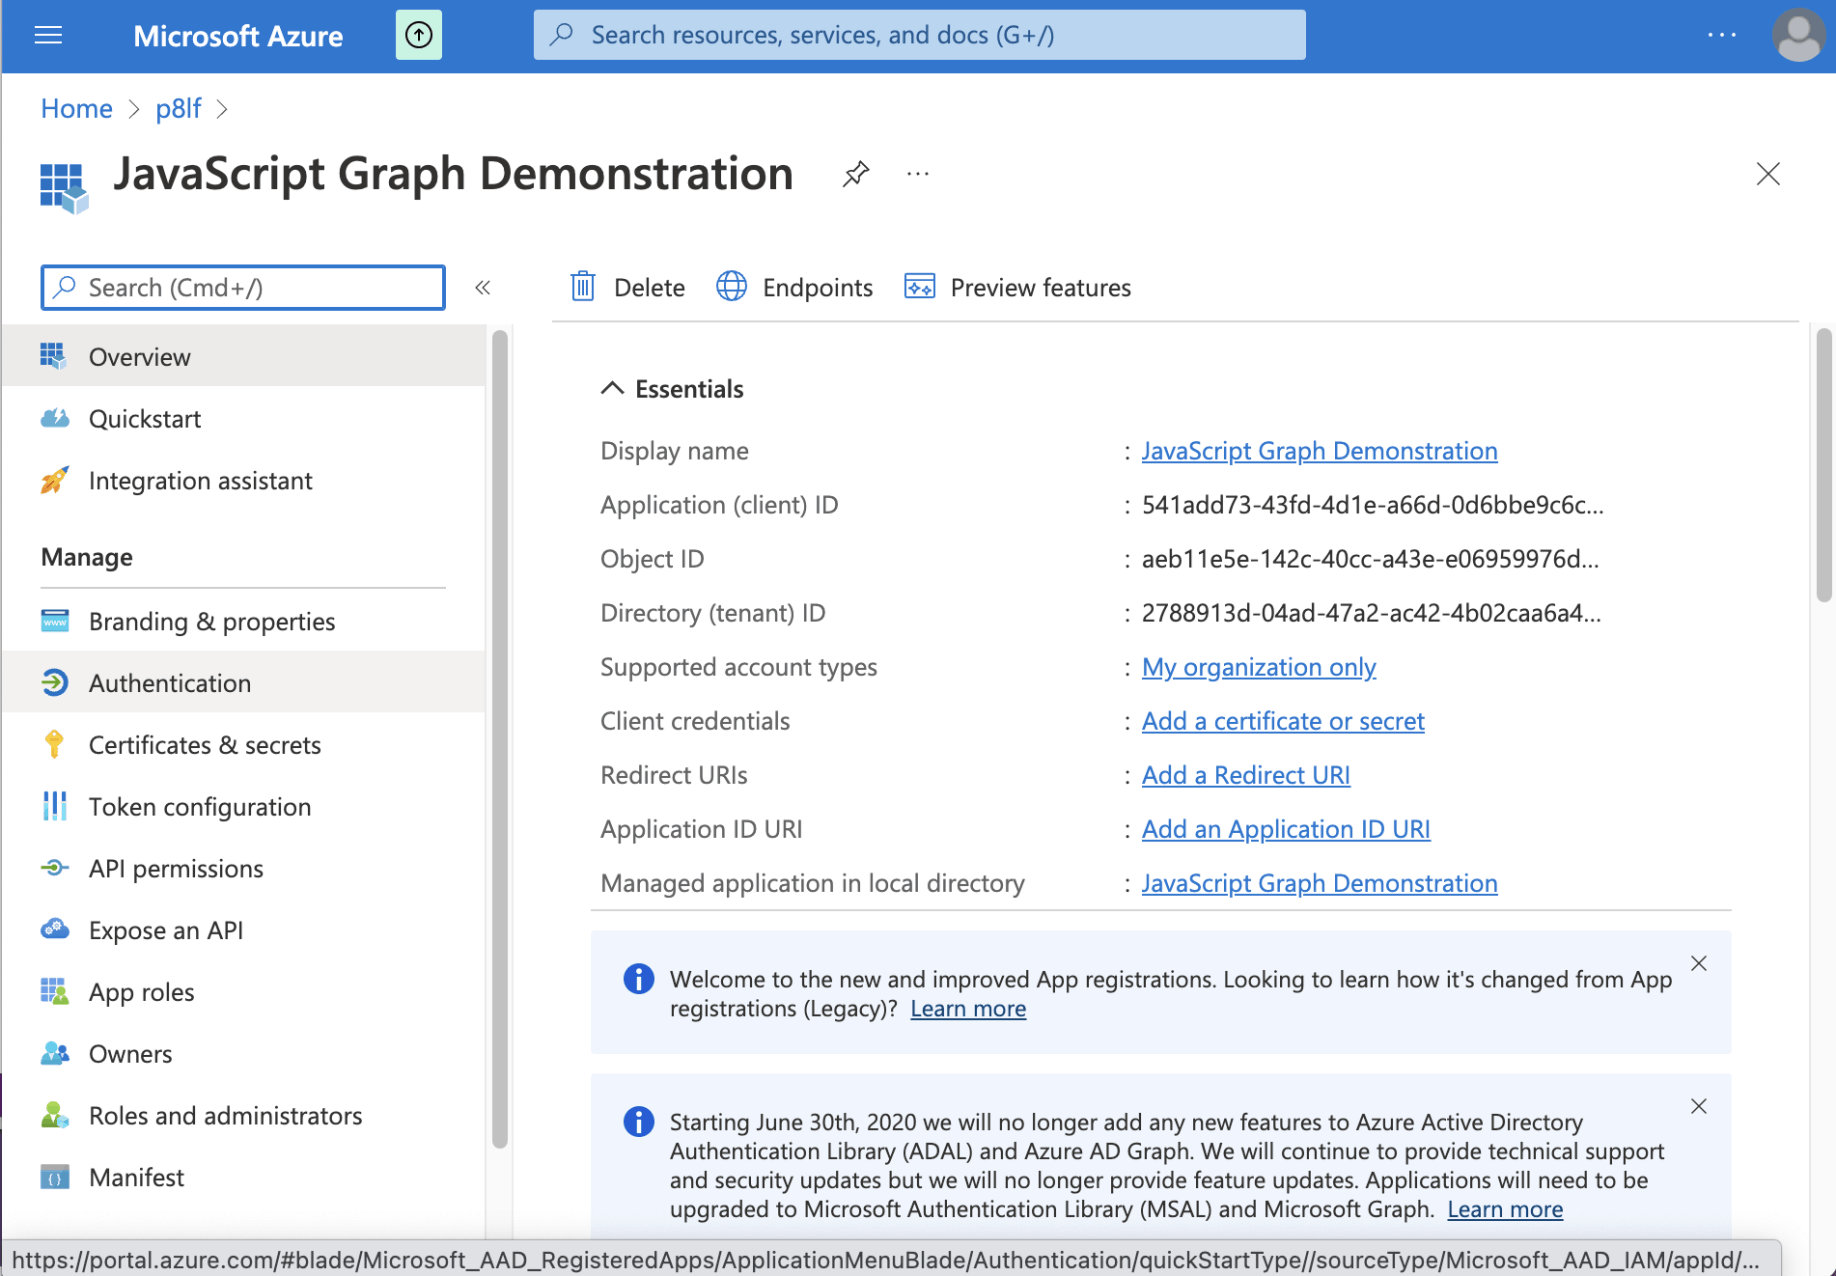 Microsoft Azure
Search resources, services, and docs (G+/)
...
Home > p8lf >
JavaScript Graph Demonstration
...
Search (Cmd+/)
«
Delete
Endpoints
Preview features
Overview
Quickstart
Integration assistant
Manage
Branding & properties
Authentication
Certificates & secrets
Token configuration
API permissions
Expose an API
App roles
Owners
Roles and administrators
Manifest
Essentials
Display name : JavaScript Graph Demonstration
Application (client) ID : 541add73-43fd-4d1e-a66d-0d6bbe9c6c...
Object ID : aeb11e5e-142c-40cc-a43e-e06959976d...
Directory (tenant) ID : 2788913d-04ad-47a2-ac42-4b02caa6a4...
Supported account types : My organization only
Client credentials : Add a certificate or secret
Redirect URIs : Add a Redirect URI
Application ID URI : Add an Application ID URI
Managed application in local directory : JavaScript Graph Demonstration
Welcome to the new and improved App registrations. Looking to learn how it's changed from App
registrations (Legacy)? Learn more
Starting June 30th, 2020 we will no longer add any new features to Azure Active Directory
Authentication Library (ADAL) and Azure AD Graph. We will continue to provide technical support
and security updates but we will no longer provide feature updates. Applications will need to be
upgraded to Microsoft Authentication Library (MSAL) and Microsoft Graph. Learn more
https://portal.azure.com/#blade/Microsoft_AAD_RegisteredApps/ApplicationMenuBlade/Authentication/quickStartType//sourceType/Microsoft_AAD_IAM/appId/...